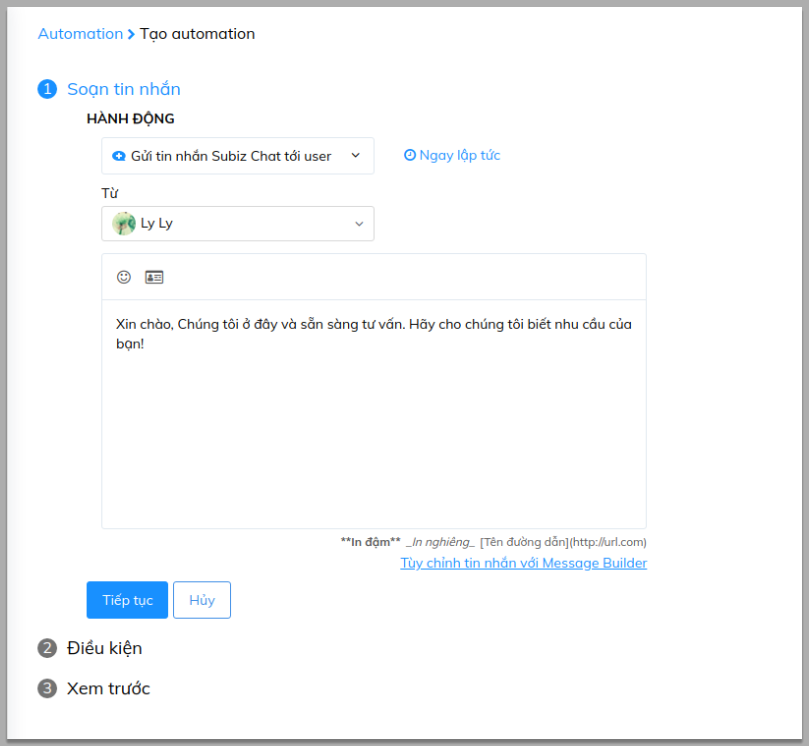 Automation > Tạo automation
1 Soạn tin nhắn
HÀNH ĐỘNG
Gửi tin nhắn Subiz Chat tới user
Ngay lập tức
Từ
Ly Ly
Xin chào, Chúng tôi ở đây và sẵn sàng tư vấn. Hãy cho chúng tôi biết nhu cầu của
bạn!
**In đậm** _In nghiêng_ [Tên đường dẫn](http://url.com)
Tùy chỉnh tin nhắn với Message Builder
Tiếp tục
Hủy
2 Điều kiện
3 Xem trước